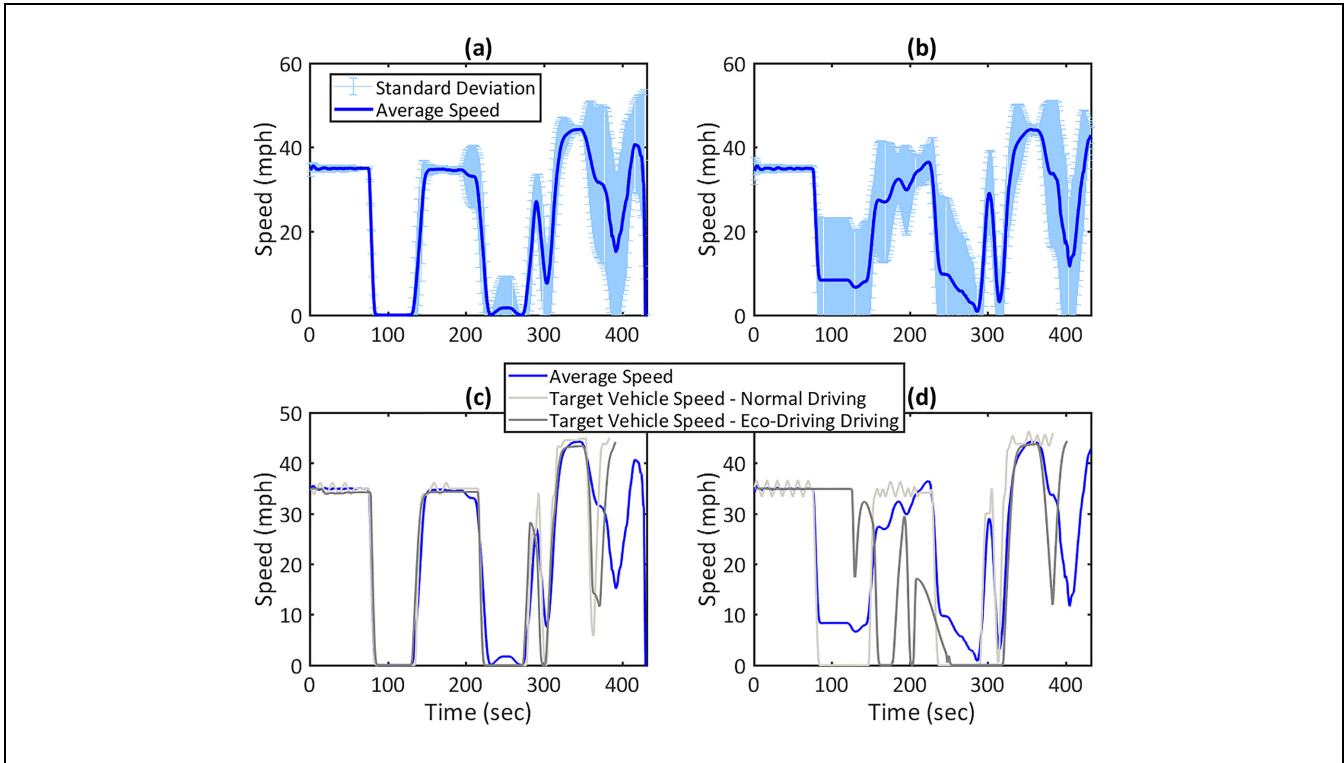 (a)
(b)
60
40
20
0
Speed (mph)
Standard Deviation
Average Speed
0 100 200 300 400
60
40
20
0
Speed (mph)
0 100 200 300 400
Average Speed
Target Vehicle Speed - Normal Driving
Target Vehicle Speed - Eco-Driving Driving
(c)
(d)
50
40
30
20
10
0
Speed (mph)
0 100 200 300 400
Time (sec)
50
40
30
20
10
0
Speed (mph)
0 100 200 300 400
Time (sec)